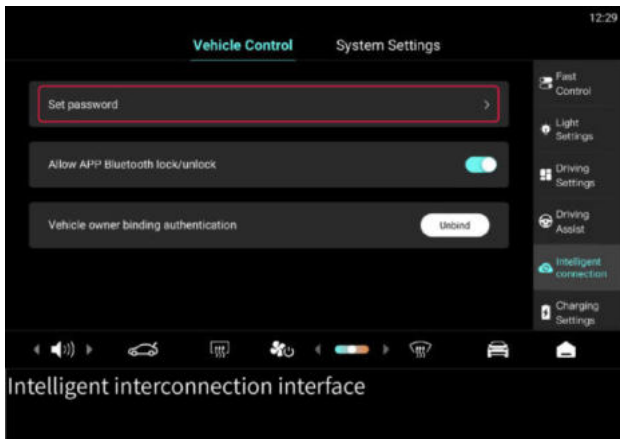 12:29
Vehicle Control
System Settings
Set password
Allow APP Bluetooth lock/unlock
Vehicle owner binding authentication
Unbind
Fast
Control
Light
Settings
Driving
Settings
Driving
Assist
Intelligent
connection
Charging
Settings
Intelligent interconnection interface